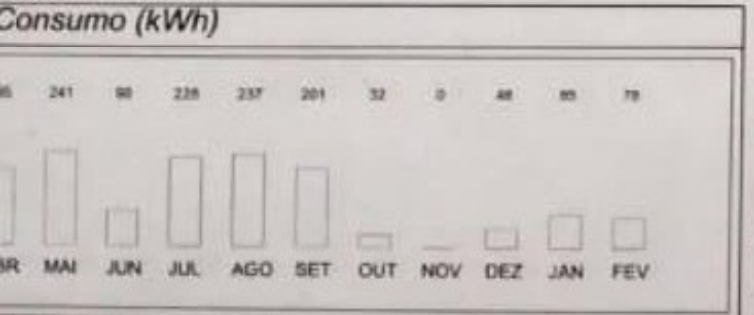 Consumo (kWh)
241 228 237 201 32 0 48 79
MAI JUN JUL AGO SET OUT NOV DEZ JAN FEV